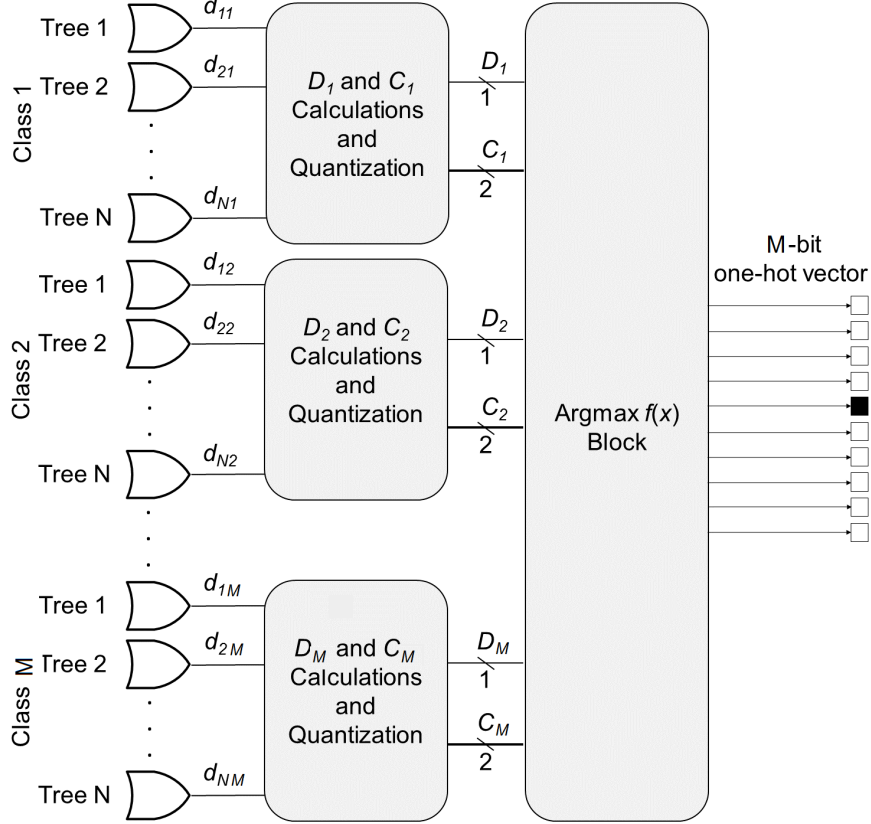 Class 1
Tree 1
d11
Tree 2
d21
Tree N
dN1
D1 and C1
Calculations
and
Quantization
D1
1
C1
2
Class 2
Tree 1
d12
Tree 2
d22
Tree N
dN2
D2 and C2
Calculations
and
Quantization
D2
1
C2
2
Class M
Tree 1
d1M
Tree 2
d2M
Tree N
dNM
DM and CM
Calculations
and
Quantization
DM
1
CM
2
Argmax f(x)
Block
M-bit
one-hot vector